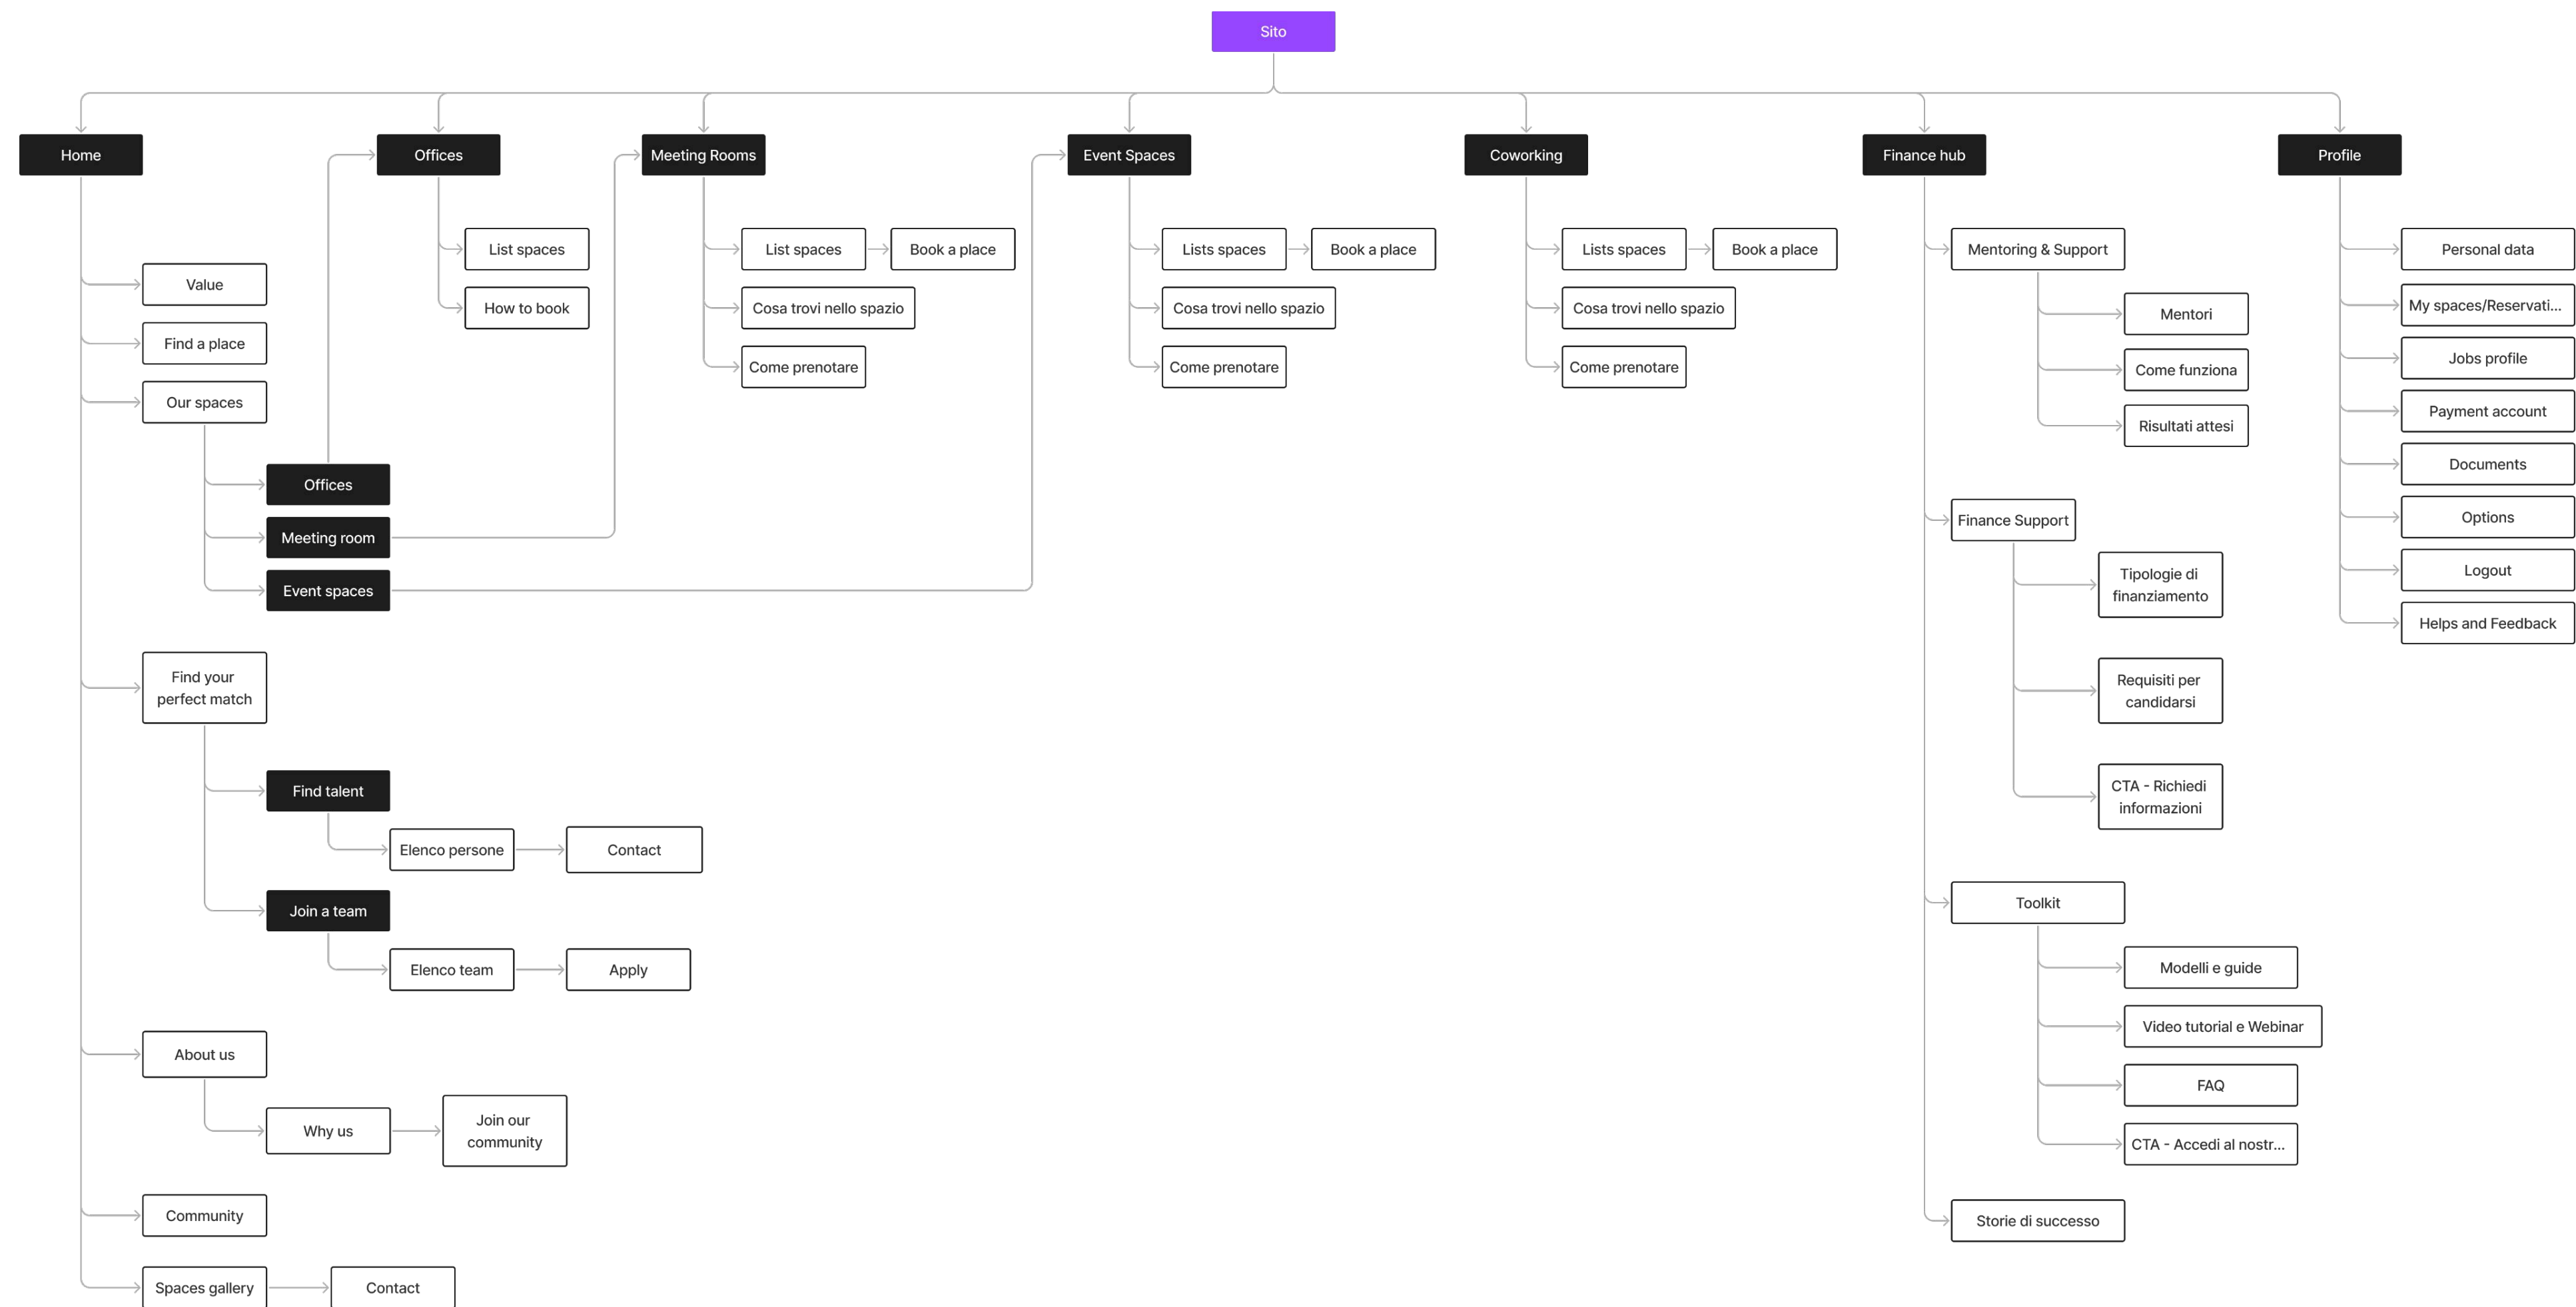 Sito
Home
Offices
Meeting Rooms
Event Spaces
Coworking
Finance hub
Profile
Value
Find a place
Our spaces
Offices
Meeting room
Event spaces
Find your
perfect match
Find talent
Elenco persone
Contact
Join a team
Elenco team
Apply
About us
Why us
Join our
community
Community
Spaces gallery
Contact
List spaces
How to book
List spaces
Book a place
Cosa trovi nello spazio
Come prenotare
Lists spaces
Book a place
Cosa trovi nello spazio
Come prenotare
Lists spaces
Book a place
Cosa trovi nello spazio
Come prenotare
Mentoring & Support
Mentori
Come funziona
Risultati attesi
Finance Support
Tipologie di
finanziamento
Requisiti per
candidarsi
CTA - Richiedi
informazioni
Toolkit
Modelli e guide
Video tutorial e Webinar
FAQ
CTA - Accedi al nostr...
Storie di successo
Personal data
My spaces/Reservati...
Jobs profile
Payment account
Documents
Options
Logout
Helps and Feedback